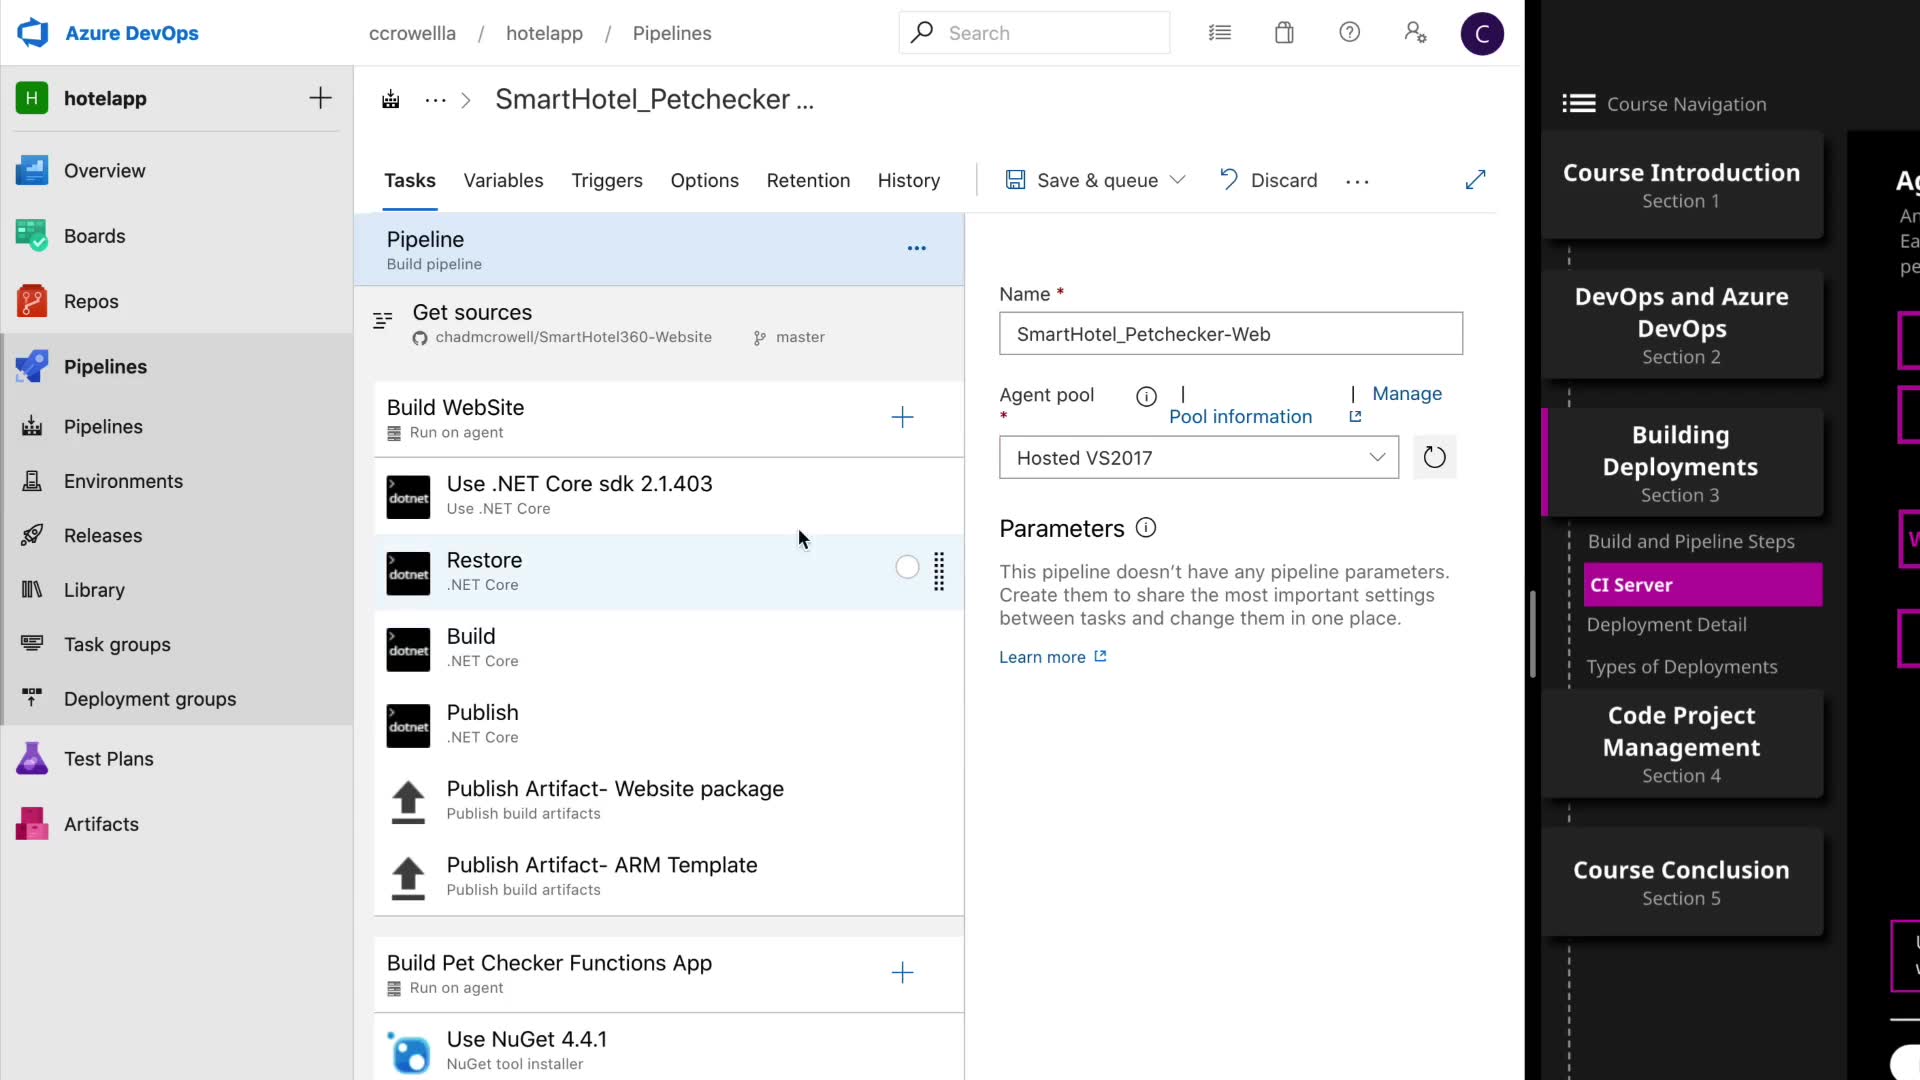 Azure DevOps
ccrowellla / hotelapp / Pipelines
Search
C
H hotelapp
Overview
Boards
Repos
Pipelines
Pipelines
Environments
Releases
Library
Task groups
Deployment groups
Test Plans
Artifacts
... > SmartHotel_Petchecker ...
Tasks Variables Triggers Options Retention History Save & queue Discard ...
Pipeline
Build pipeline
Get sources
chadmcrowell/SmartHotel360-Website master
Build WebSite
Run on agent
dotnet
Use .NET Core sdk 2.1.403
Use .NET Core
dotnet
Restore
.NET Core
dotnet
Build
.NET Core
dotnet
Publish
.NET Core
Publish Artifact- Website package
Publish build artifacts
Publish Artifact- ARM Template
Publish build artifacts
Build Pet Checker Functions App
Run on agent
Use NuGet 4.4.1
NuGet tool installer
Name *
SmartHotel_Petchecker-Web
Agent pool * | Pool information | Manage
Hosted VS2017
Parameters
This pipeline doesn't have any pipeline parameters.
Create them to share the most important settings
between tasks and change them in one place.
Learn more
Course Navigation
Course Introduction
Section 1
DevOps and Azure
DevOps
Section 2
Building
Deployments
Section 3
Build and Pipeline Steps
CI Server
Deployment Detail
Types of Deployments
Code Project
Management
Section 4
Course Conclusion
Section 5